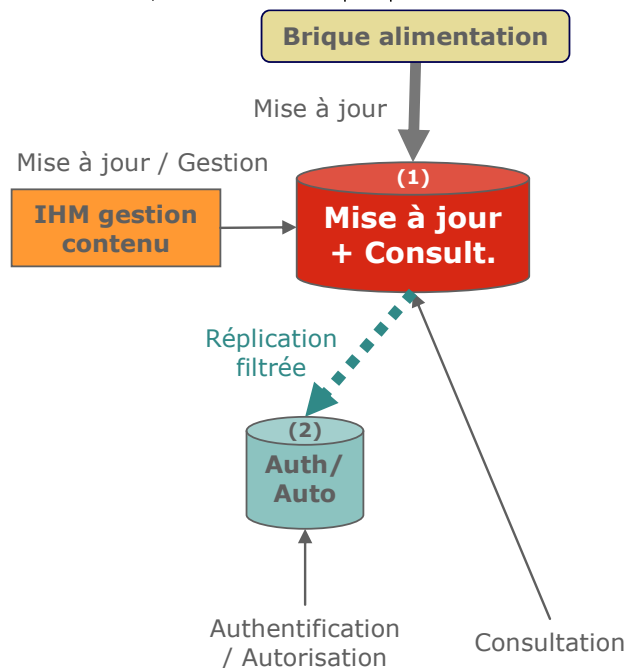 Brique alimentation
Mise à jour
Mise à jour / Gestion
(1)
IHM gestion
contenu
Mise à jour
+ Consult.
Réplication
filtrée
(2)
Auth/
Auto
Authentification
/ Autorisation
Consultation